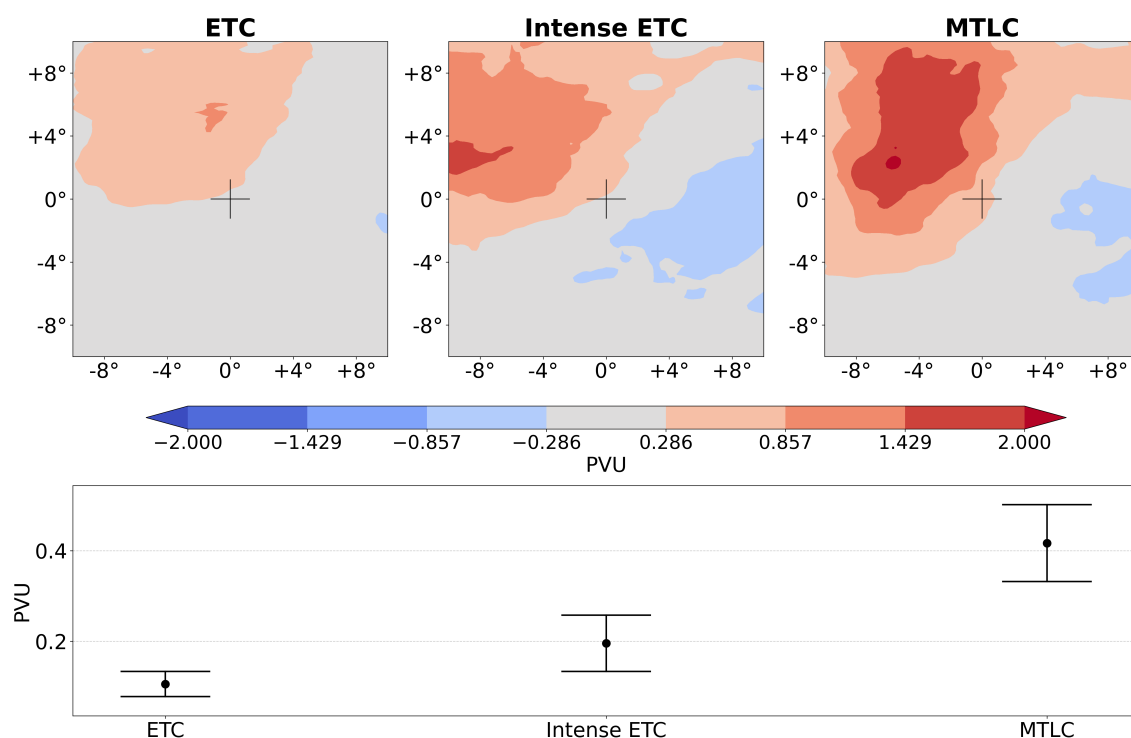 ETC Intense ETC MTLC
+8° +8° +8°
+4° +4° +4°
0° 0° 0°
-4° -4° -4°
-8° -8° -8°
-8° -4° 0° +4° +8° -8° -4° 0° +4° +8° -8° -4° 0° +4° +8°
−2.000 −1.429 −0.857 −0.286 0.286 0.857 1.429 2.000
PVU
0.4
PVU
0.2
ETC Intense ETC MTLC